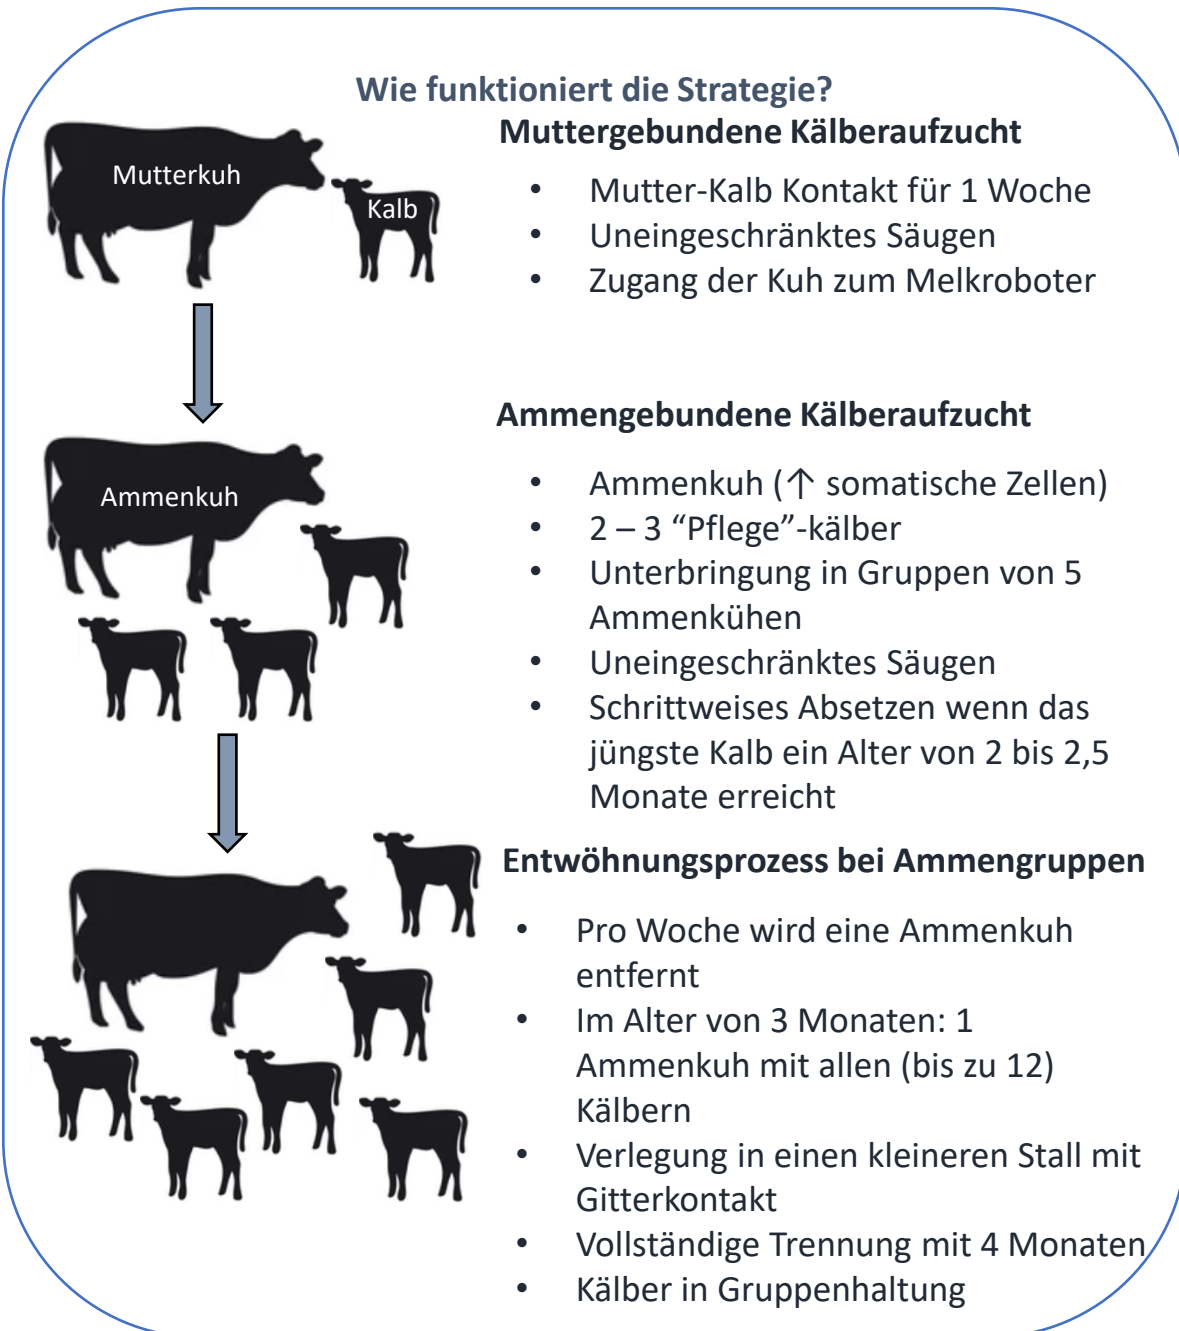 Wie funktioniert die Strategie?
Muttergebundene Kälberaufzucht
Mutterkuh
Kalb
• Mutter-Kalb Kontakt für 1 Woche
• Uneingeschränktes Säugen
• Zugang der Kuh zum Melkroboter
Ammengebundene Kälberaufzucht
Ammenkuh
• Ammenkuh (↑ somatische Zellen)
• 2 – 3 “Pflege”-kälber
• Unterbringung in Gruppen von 5
Ammenkühen
• Uneingeschränktes Säugen
• Schrittweises Absetzen wenn das
jüngste Kalb ein Alter von 2 bis 2,5
Monate erreicht
Entwöhnungsprozess bei Ammengruppen
• Pro Woche wird eine Ammenkuh
entfernt
• Im Alter von 3 Monaten: 1
Ammenkuh mit allen (bis zu 12)
Kälbern
• Verlegung in einen kleineren Stall mit
Gitterkontakt
• Vollständige Trennung mit 4 Monaten
• Kälber in Gruppenhaltung